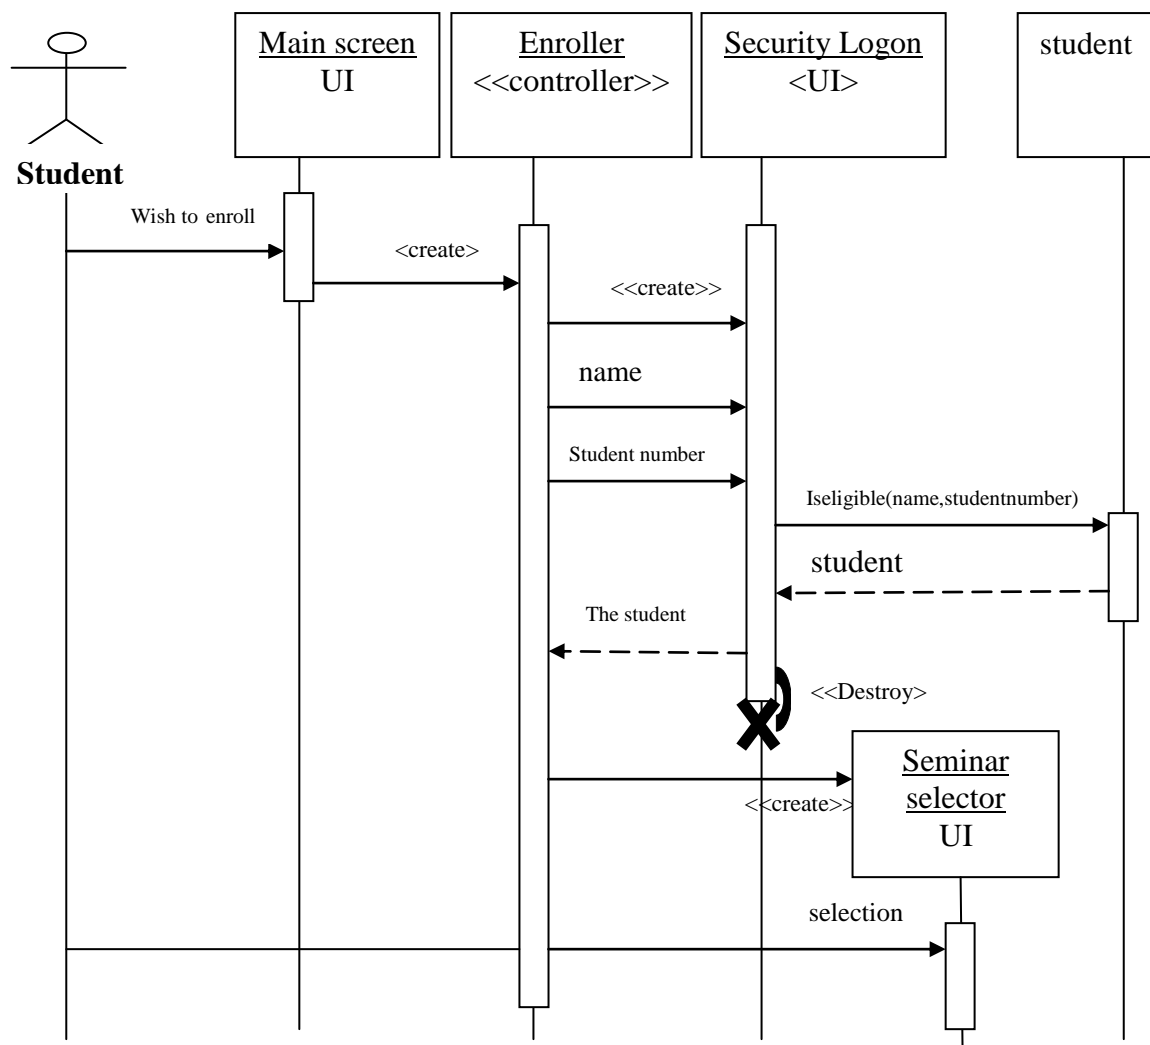 Main screen
UI
Enroller
<<controller>>
Security Logon
<UI>
student
Student
Wish to enroll
<create>
<<create>>
name
Student number
Iseligible(name,studentnumber)
student
The student
<<Destroy>
Seminar
selector
UI
<<create>>
selection